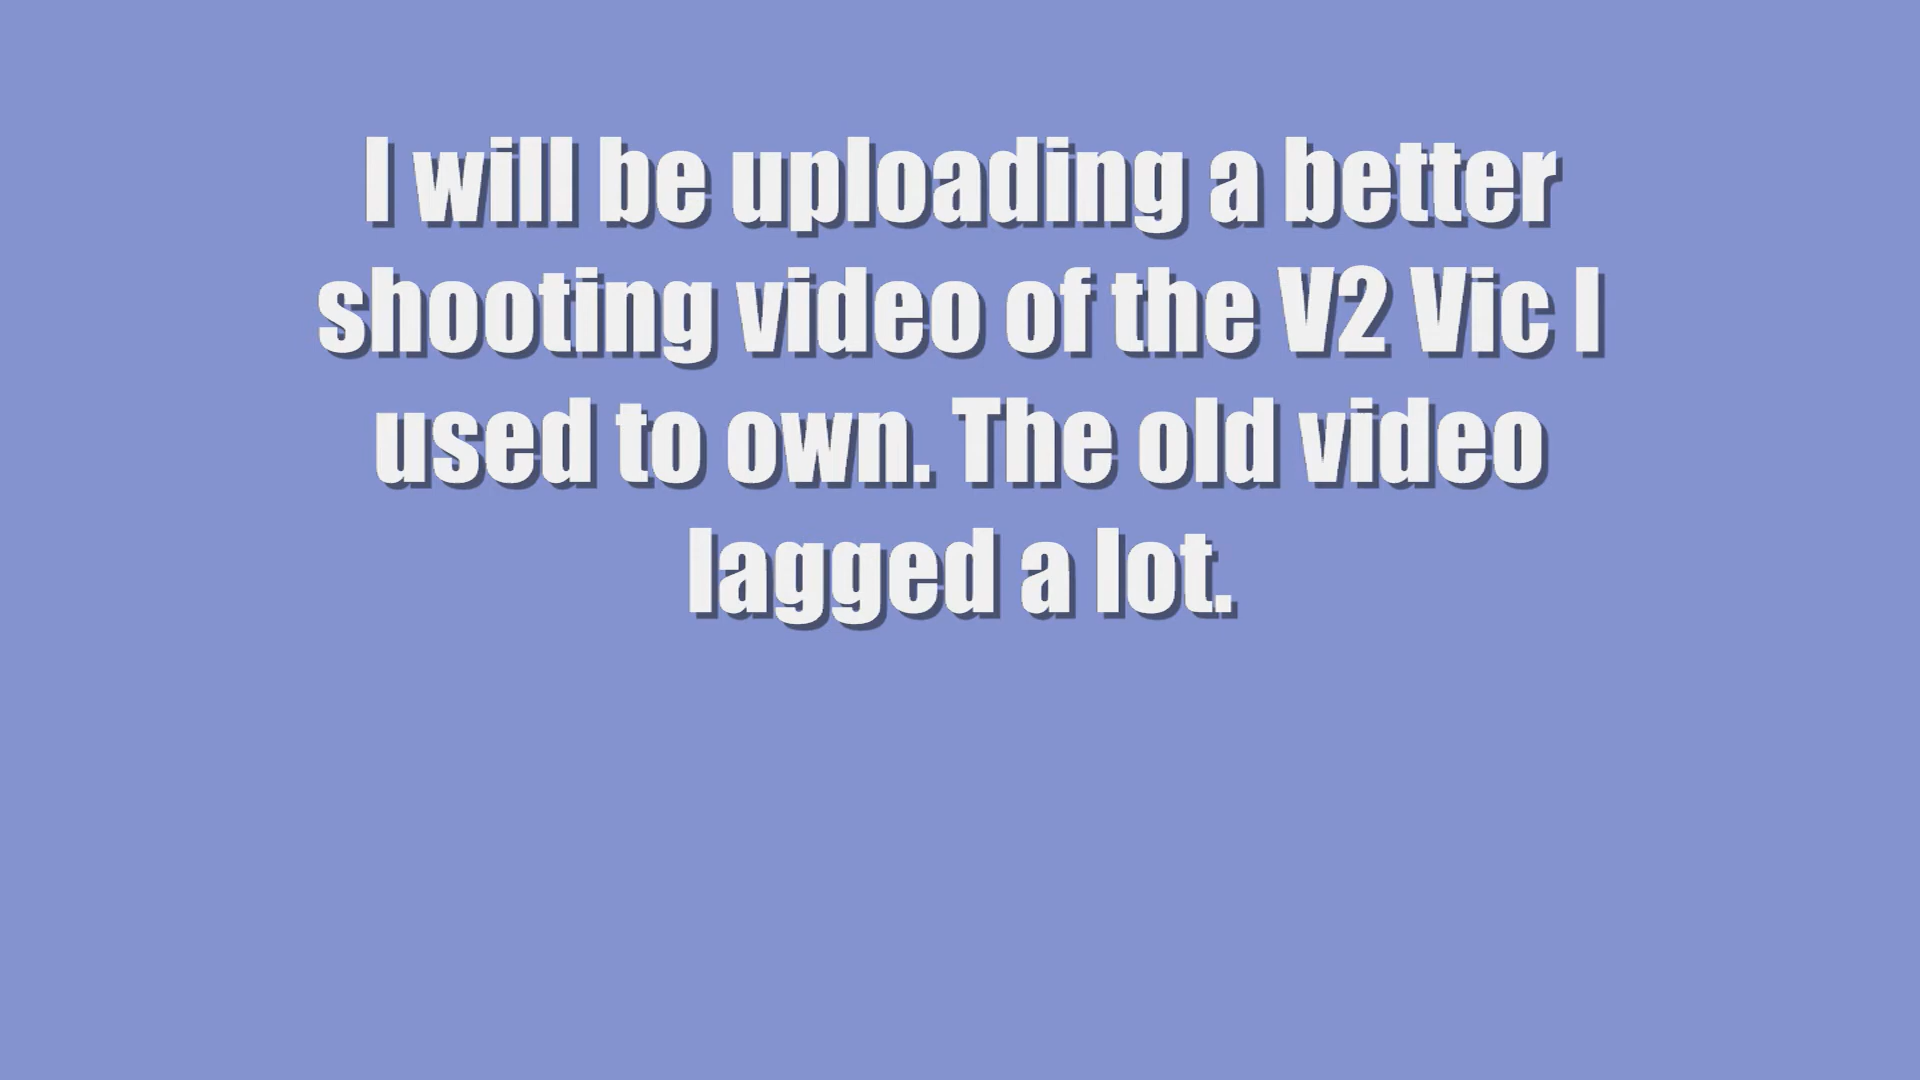 I will be uploading a better
shooting video of the V2 Vic I
used to own. The old video
lagged a lot.